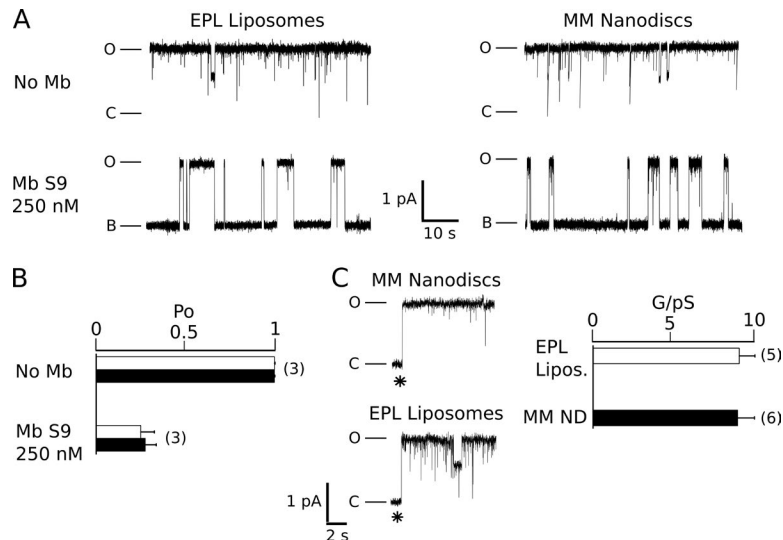 A
EPL Liposomes
MM Nanodiscs
No Mb
O
C
O
C
Mb S9
250 nM
O
B
1 pA
10 s
O
B
B
Po
0
0.5
1
No Mb
(3)
Mb S9
250 nM
(3)
C
MM Nanodiscs
O
C
*
EPL Liposomes
O
C
*
1 pA
2 s
G/pS
0
5
10
EPL
Lipos.
(5)
MM ND
(6)